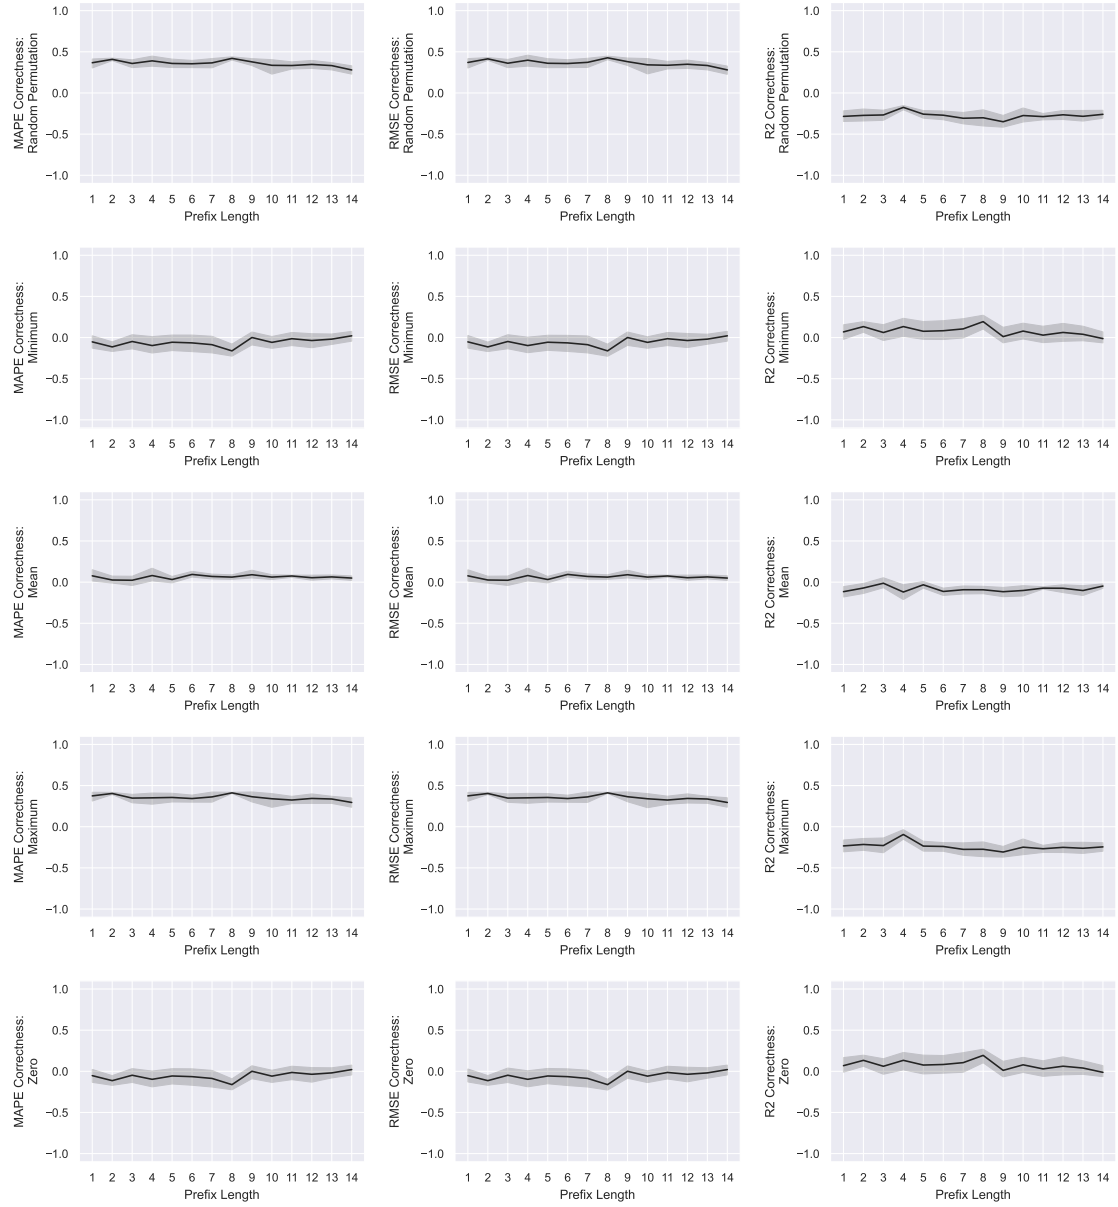 MAPE Correctness:
Random Permutation
1.0
0.5
0.0
−0.5
−1.0
1 2 3 4 5 6 7 8 9 10 11 12 13 14
Prefix Length
RMSE Correctness:
Random Permutation
1.0
0.5
0.0
−0.5
−1.0
1 2 3 4 5 6 7 8 9 10 11 12 13 14
Prefix Length
R2 Correctness:
Random Permutation
1.0
0.5
0.0
−0.5
−1.0
1 2 3 4 5 6 7 8 9 10 11 12 13 14
Prefix Length
MAPE Correctness:
Minimum
1.0
0.5
0.0
−0.5
−1.0
1 2 3 4 5 6 7 8 9 10 11 12 13 14
Prefix Length
RMSE Correctness:
Minimum
1.0
0.5
0.0
−0.5
−1.0
1 2 3 4 5 6 7 8 9 10 11 12 13 14
Prefix Length
R2 Correctness:
Minimum
1.0
0.5
0.0
−0.5
−1.0
1 2 3 4 5 6 7 8 9 10 11 12 13 14
Prefix Length
MAPE Correctness:
Mean
1.0
0.5
0.0
−0.5
−1.0
1 2 3 4 5 6 7 8 9 10 11 12 13 14
Prefix Length
RMSE Correctness:
Mean
1.0
0.5
0.0
−0.5
−1.0
1 2 3 4 5 6 7 8 9 10 11 12 13 14
Prefix Length
R2 Correctness:
Mean
1.0
0.5
0.0
−0.5
−1.0
1 2 3 4 5 6 7 8 9 10 11 12 13 14
Prefix Length
MAPE Correctness:
Maximum
1.0
0.5
0.0
−0.5
−1.0
1 2 3 4 5 6 7 8 9 10 11 12 13 14
Prefix Length
RMSE Correctness:
Maximum
1.0
0.5
0.0
−0.5
−1.0
1 2 3 4 5 6 7 8 9 10 11 12 13 14
Prefix Length
R2 Correctness:
Maximum
1.0
0.5
0.0
−0.5
−1.0
1 2 3 4 5 6 7 8 9 10 11 12 13 14
Prefix Length
MAPE Correctness:
Zero
1.0
0.5
0.0
−0.5
−1.0
1 2 3 4 5 6 7 8 9 10 11 12 13 14
Prefix Length
RMSE Correctness:
Zero
1.0
0.5
0.0
−0.5
−1.0
1 2 3 4 5 6 7 8 9 10 11 12 13 14
Prefix Length
R2 Correctness:
Zero
1.0
0.5
0.0
−0.5
−1.0
1 2 3 4 5 6 7 8 9 10 11 12 13 14
Prefix Length